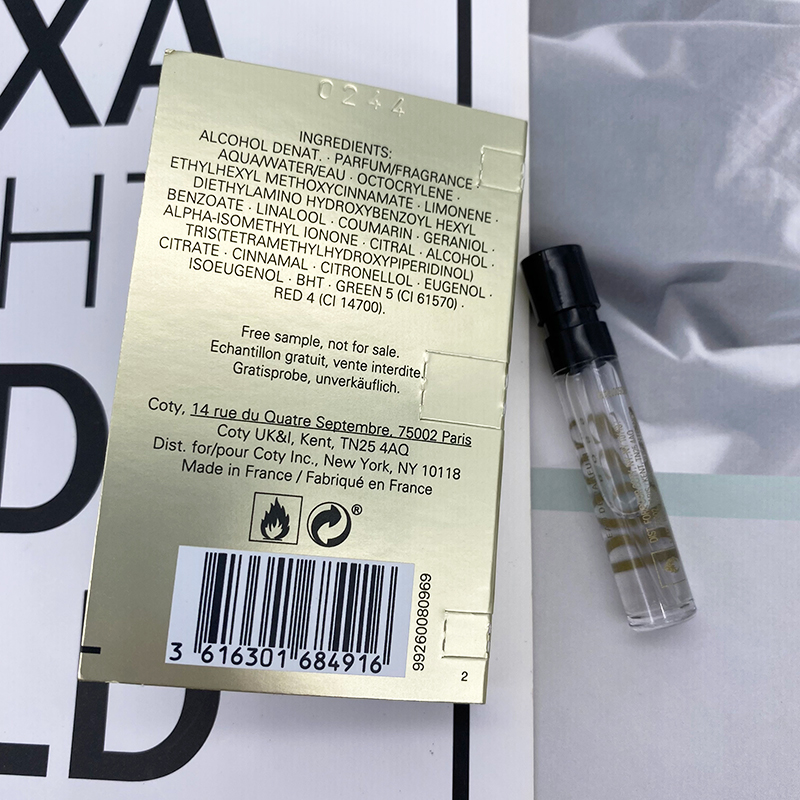 XA
HT
D
LD
0244
INGREDIENTS:
ALCOHOL DENAT. · PARFUM/FRAGRANCE ·
AQUA/WATER/EAU · OCTOCRYLENE ·
ETHYLHEXYL METHOXYCINNAMATE · LIMONENE ·
DIETHYLAMINO HYDROXYBENZOYL HEXYL
BENZOATE · LINALOOL · COUMARIN · GERANIOL ·
ALPHA-ISOMETHYL IONONE · CITRAL · ALCOHOL ·
TRIS(TETRAMETHYLHYDROXYPIPERIDINOL)
CITRATE · CINNAMAL · CITRONELLOL · EUGENOL ·
ISOEUGENOL · BHT · GREEN 5 (CI 61570) ·
RED 4 (CI 14700).
Free sample, not for sale.
Echantillon gratuit, vente interdite.
Gratisprobe, unverkäuflich.
Coty, 14 rue du Quatre Septembre, 75002 Paris
Coty UK&I, Kent, TN25 4AQ
Dist. for/pour Coty Inc., New York, NY 10118
Made in France / Fabriqué en France
®
3 616301 684916
99260080969
2